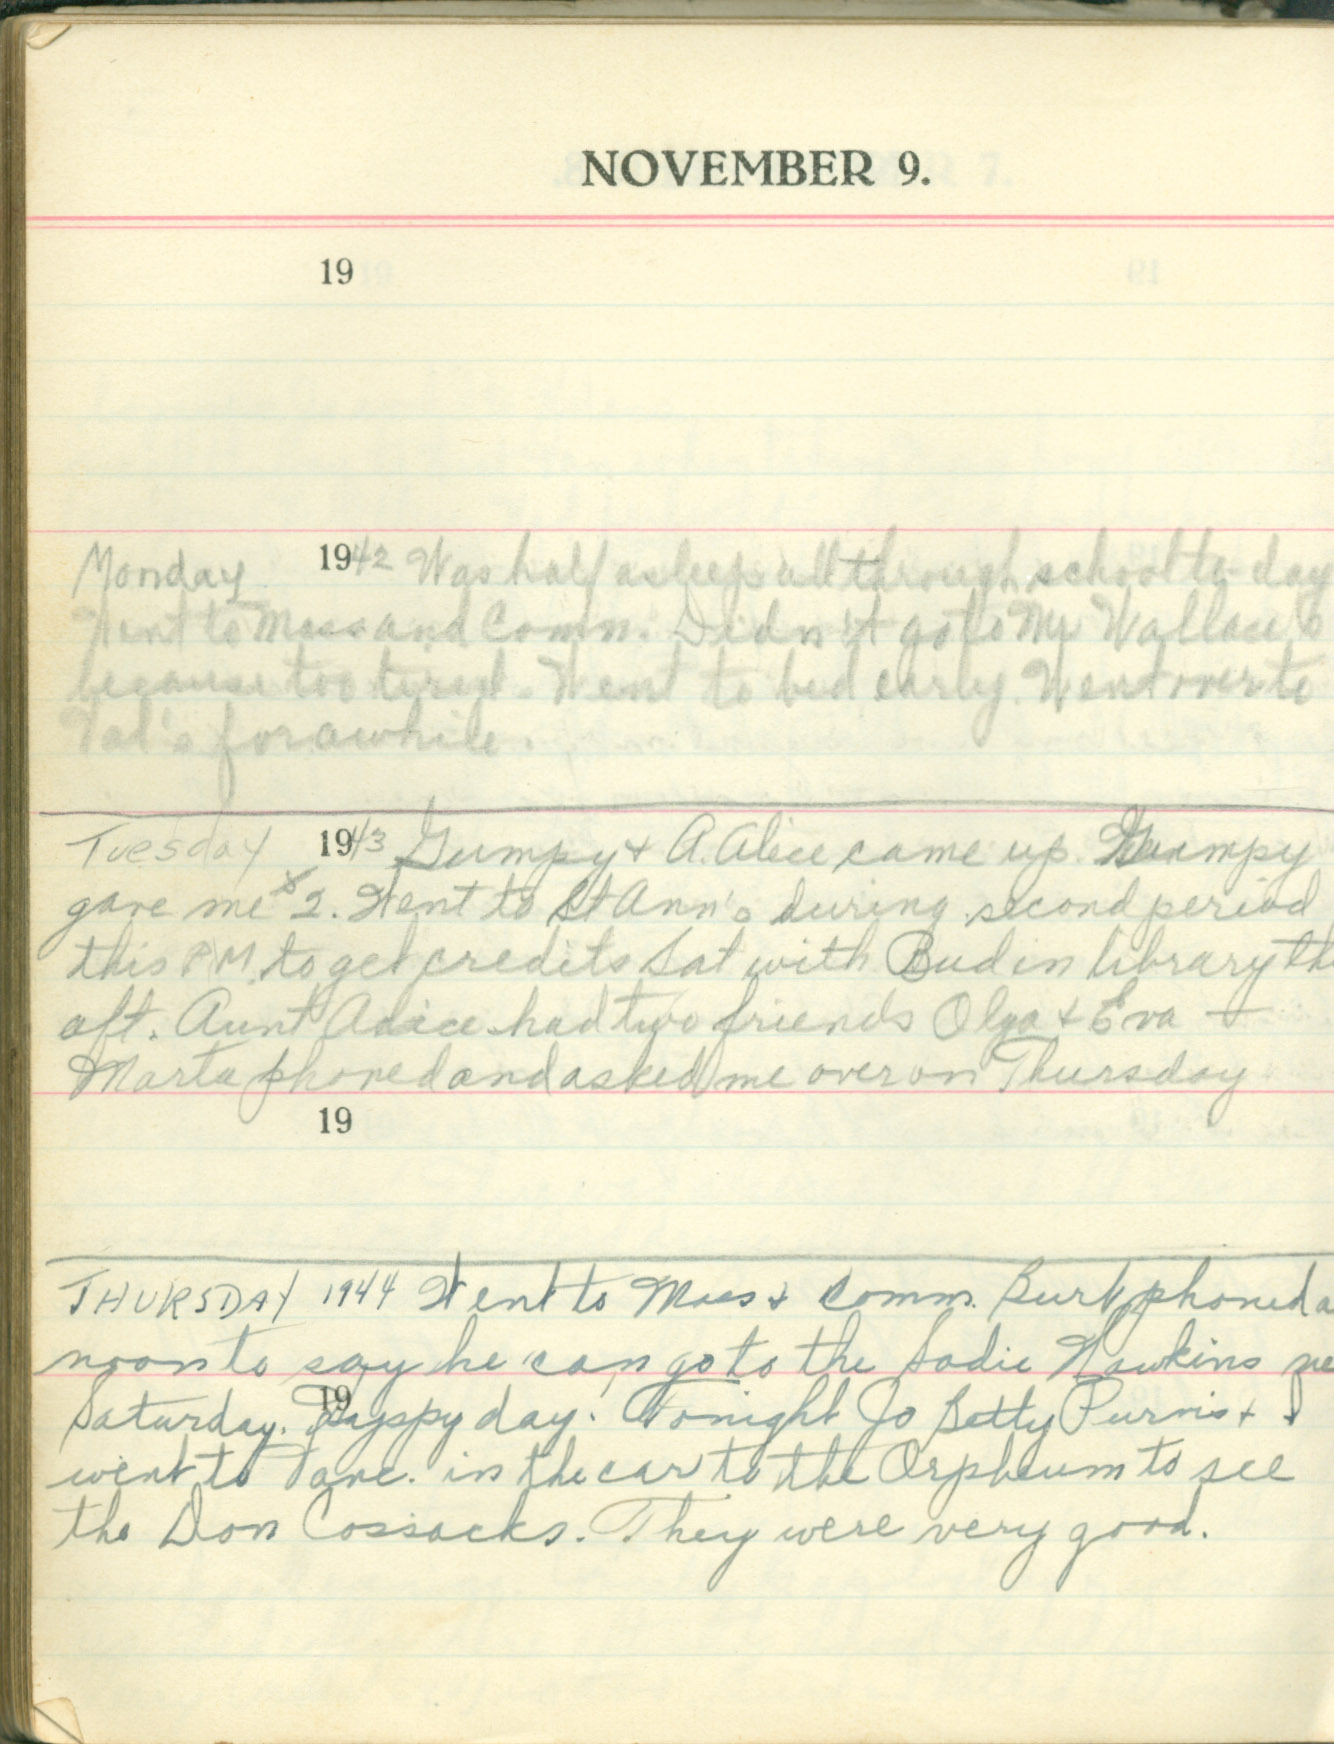 NOVEMBER 9.
19
Monday 1942 Was half asleep all through school to-day
Went to Mass and Comm. Didn't go to Mr Wallace's
because too tired. Went to bed early. Went over to
Val's for awhile.
Tuesday 1943 Gumpy + A. Alice came up. Gumpy
gave me $2. Went to St Ann's during second period
this P.M. to get credits Sat with Bud in library
aft. Aunt Alice had two friends Olga + Eva
Marta phoned and asked me over on Thursday
19
THURSDAY 1944 Went to Mass + Comm. Burk phoned
noon to say he can go to the Sadie Hawkins
19
Saturday. Happy day! Tonight Jo Betty Purvis + I
went to Vanc. in the car to the Orpheum to see
the Don Cossacks. They were very good.